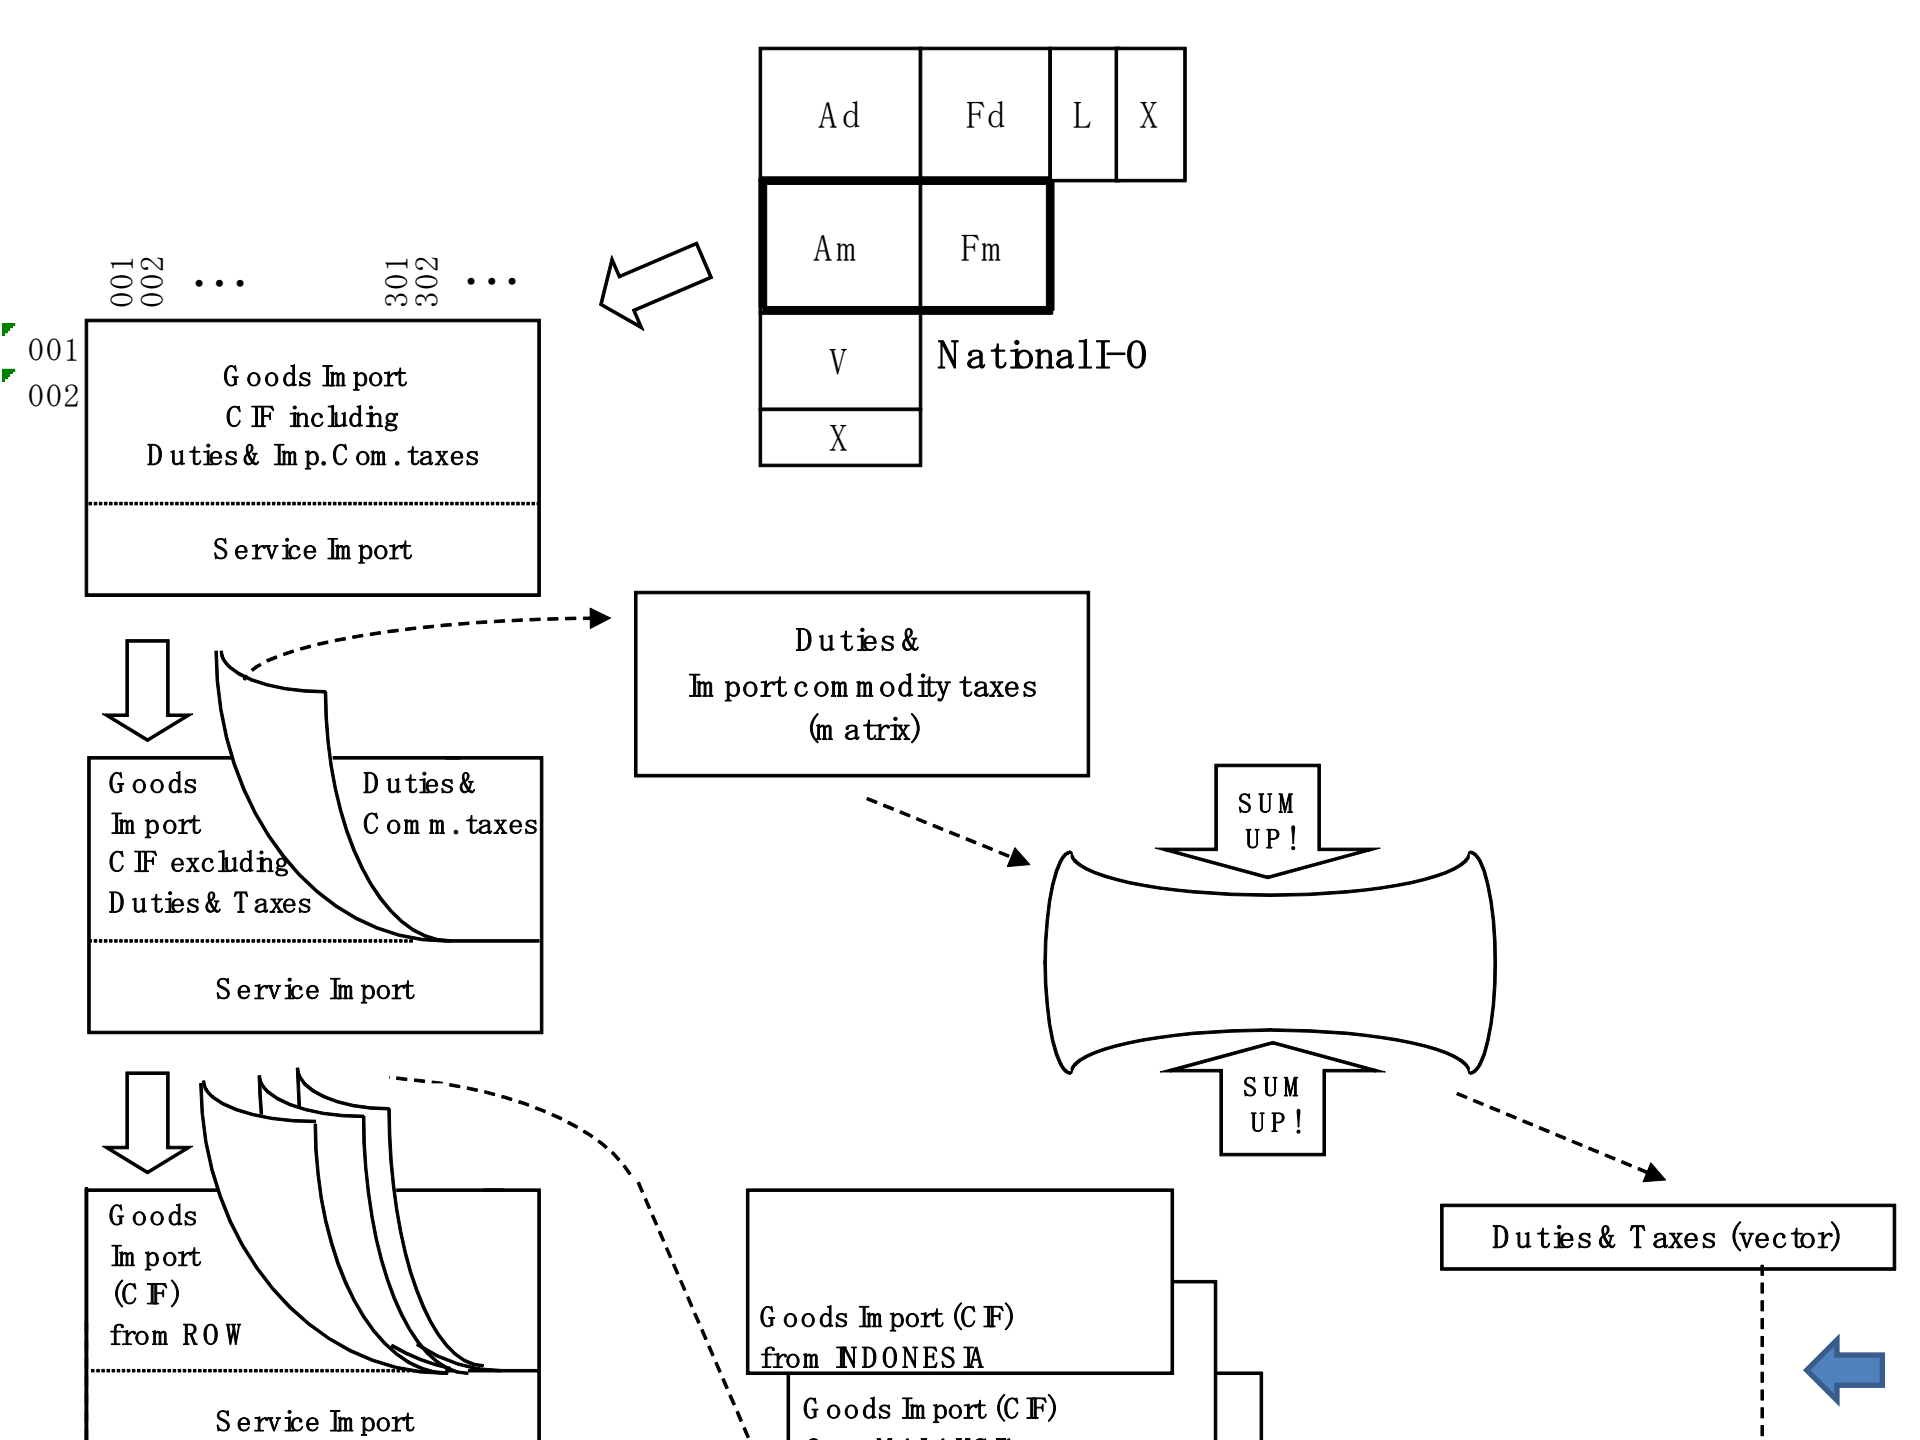 Ad Fd L X
Am Fm
V
X
National I-O
001 002 ... 301 302 ...
001
002
Goods Import
CIF including
Duties & Imp. Com. taxes
Service Import
Duties &
Import commodity taxes
(matrix)
Goods
Import
CIF excluding
Duties & Taxes
Duties &
Comm. taxes
Service Import
SUM
UP!
SUM
UP!
Duties & Taxes (vector)
Goods
Import
(CIF)
from ROW
Service Import
Goods Import (CIF)
from INDONESIA
Goods Import (CIF)